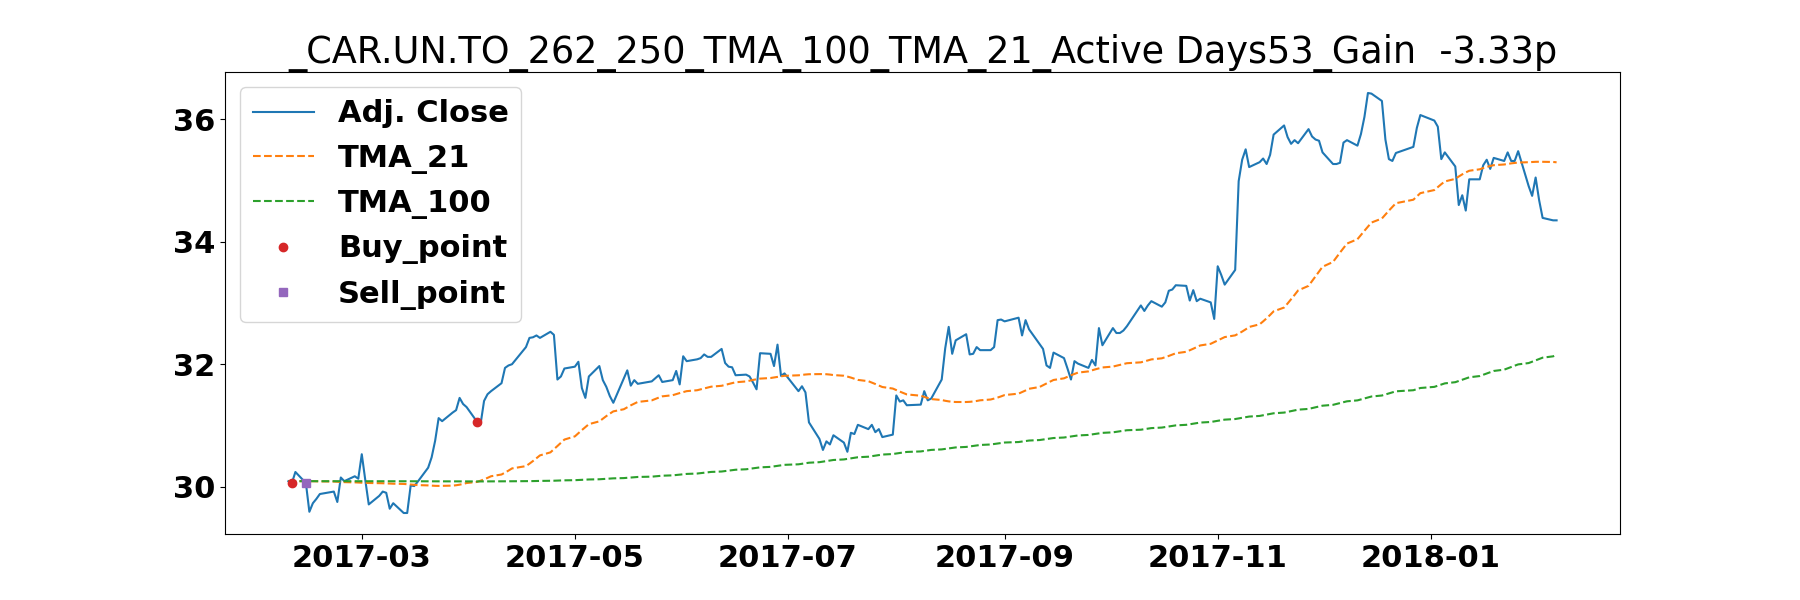 _CAR.UN.TO_262_250_TMA_100_TMA_21_Active Days53_Gain  -3.33p
Adj. Close
TMA_21
TMA_100
Buy_point
Sell_point
36
34
32
30
2017-03
2017-05
2017-07
2017-09
2017-11
2018-01